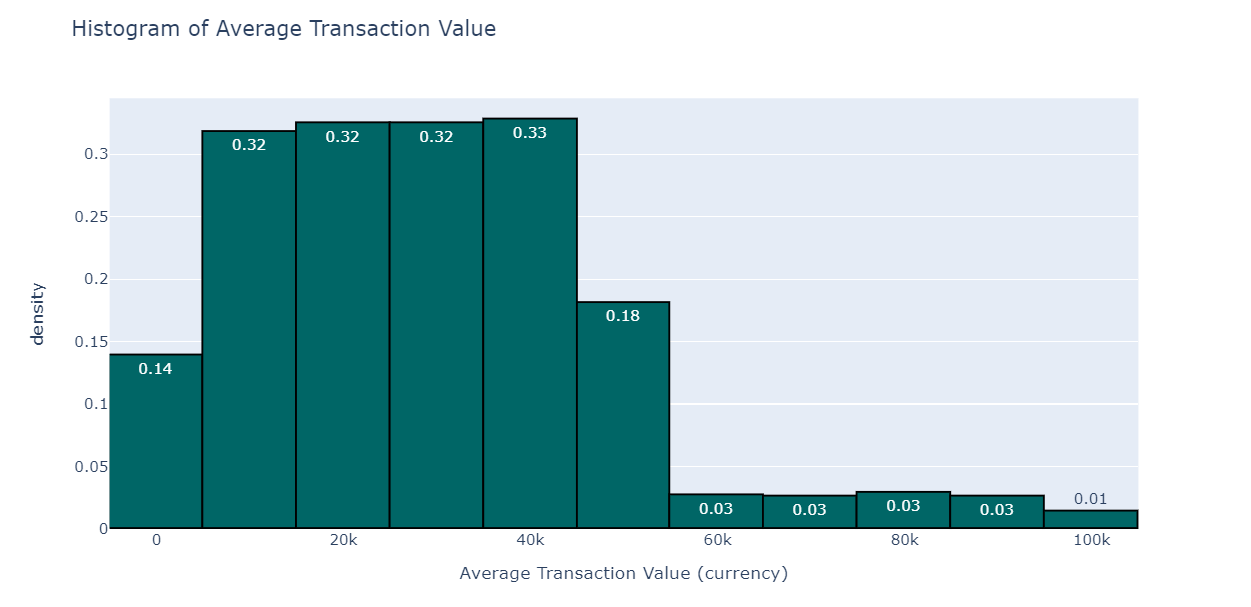 Histogram of Average Transaction Value
0.3
0.25
0.2
0.15
0.1
0.05
0
density
0.14
0.32
0.32
0.32
0.33
0.18
0.03
0.03
0.03
0.03
0.01
0
20k
40k
60k
80k
100k
Average Transaction Value (currency)